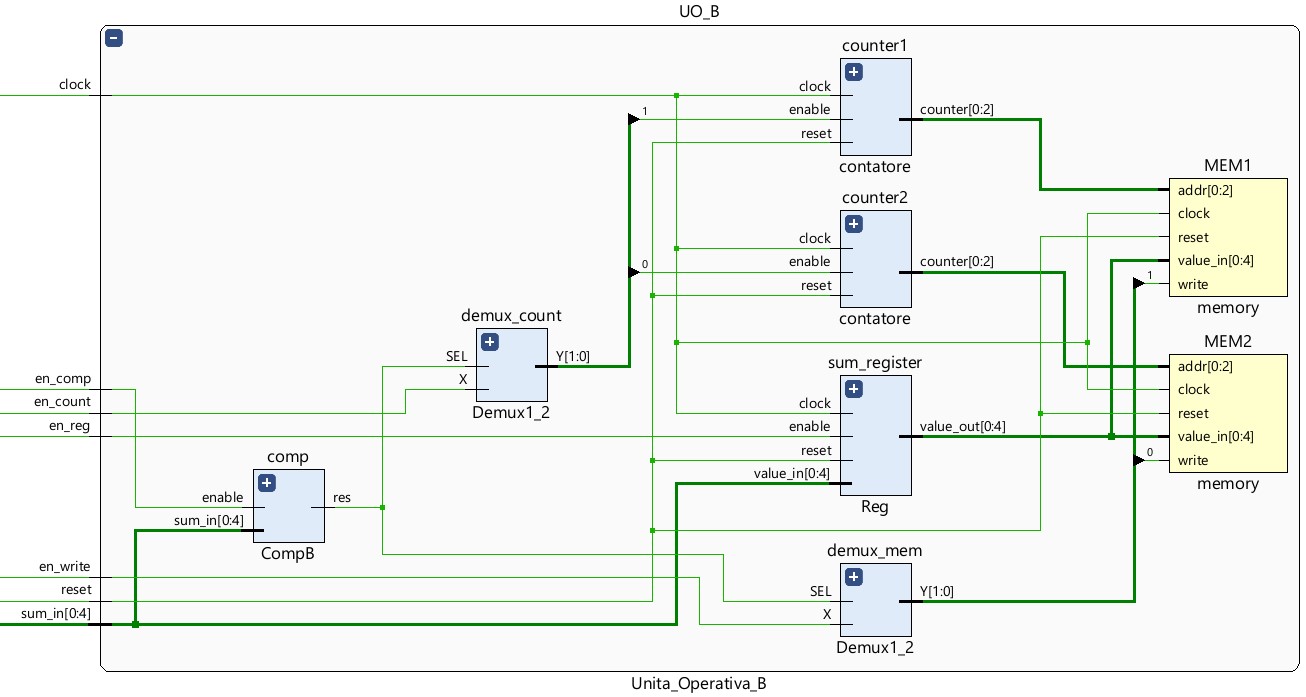 UO_B
clock
en_comp
en_count
en_reg
en_write
reset
sum_in[0:4]
comp
enable
sum_in[0:4]
res
CompB
demux_count
SEL
X
Y[1:0]
Demux1_2
1
0
counter1
clock
enable
reset
counter[0:2]
contatore
counter2
clock
enable
reset
counter[0:2]
contatore
sum_register
clock
enable
reset
value_in[0:4]
value_out[0:4]
Reg
demux_mem
SEL
X
Y[1:0]
Demux1_2
1
0
MEM1
addr[0:2]
clock
reset
value_in[0:4]
write
memory
MEM2
addr[0:2]
clock
reset
value_in[0:4]
write
memory
Unita_Operativa_B